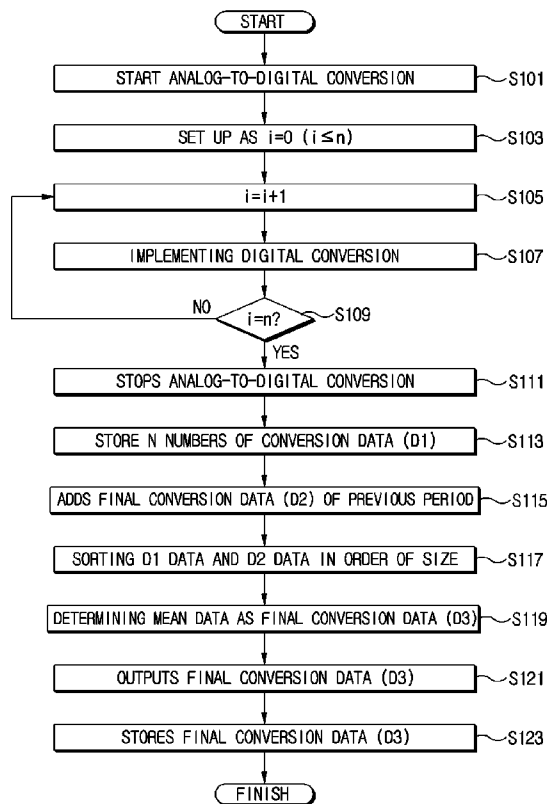 START
START ANALOG-TO-DIGITAL CONVERSION
S101
SET UP AS i=0 (i≤n)
S103
i=i+1
S105
IMPLEMENTING DIGITAL CONVERSION
S107
NO
i=n?
S109
YES
STOPS ANALOG-TO-DIGITAL CONVERSION
S111
STORE N NUMBERS OF CONVERSION DATA (D1)
S113
ADDS FINAL CONVERSION DATA (D2) OF PREVIOUS PERIOD
S115
SORTING D1 DATA AND D2 DATA IN ORDER OF SIZE
S117
DETERMINING MEAN DATA AS FINAL CONVERSION DATA (D3)
S119
OUTPUTS FINAL CONVERSION DATA (D3)
S121
STORES FINAL CONVERSION DATA (D3)
S123
FINISH